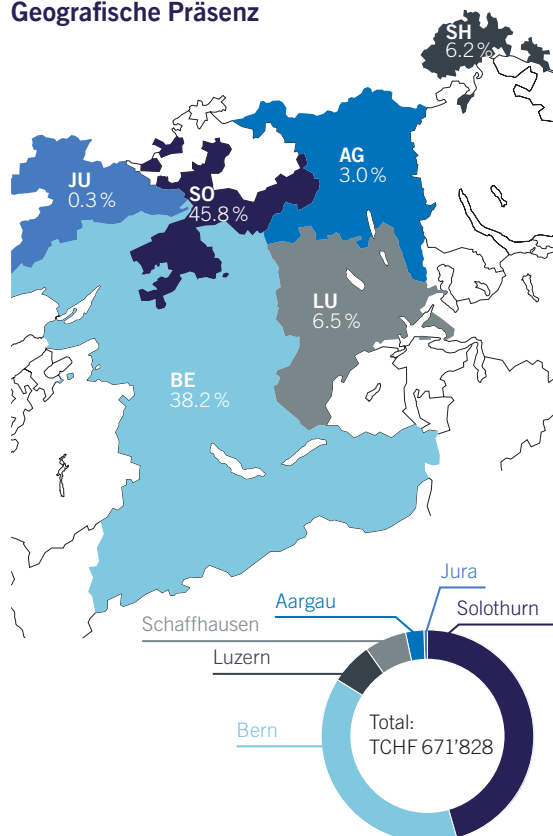 Geografische Präsenz
SH
6.2 %
AG
3.0 %
JU
0.3 %
SO
45.8 %
LU
6.5 %
BE
38.2 %
Jura
Aargau
Solothurn
Schaffhausen
Luzern
Bern
Total:
TCHF 671’828